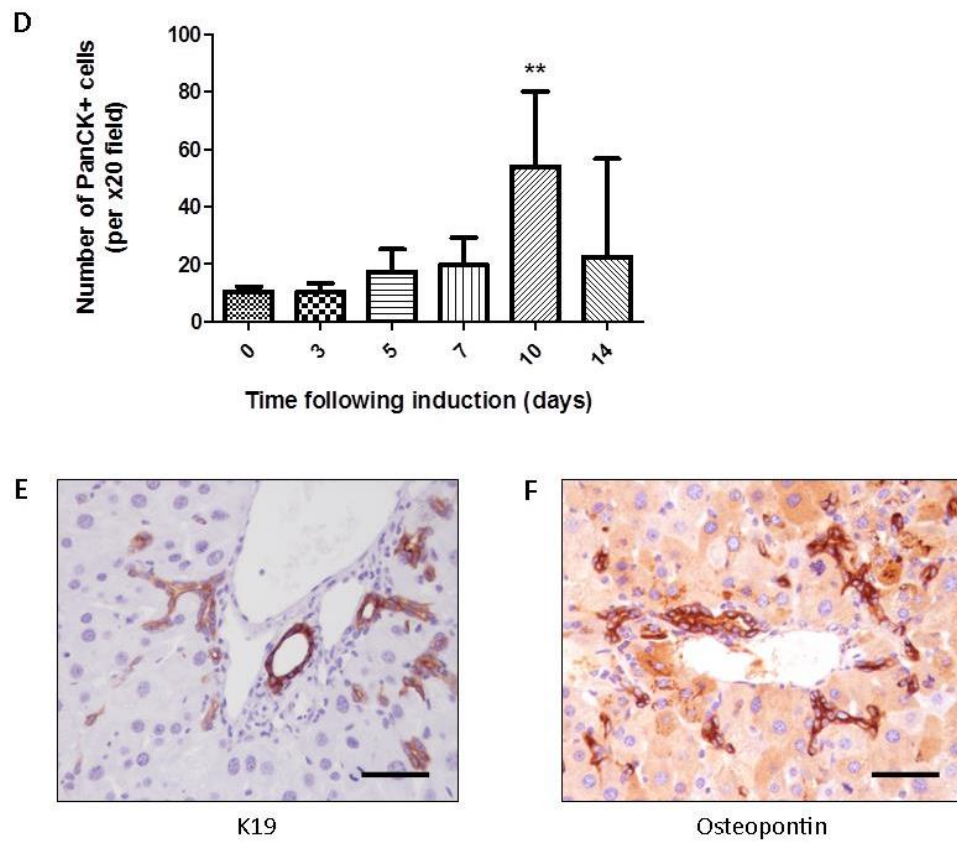 D
Number of PanCK+ cells
(per x20 field)
100
80
60
40
20
0
**
0 3 5 7 10 14
Time following induction (days)
E
F
K19
Osteopontin